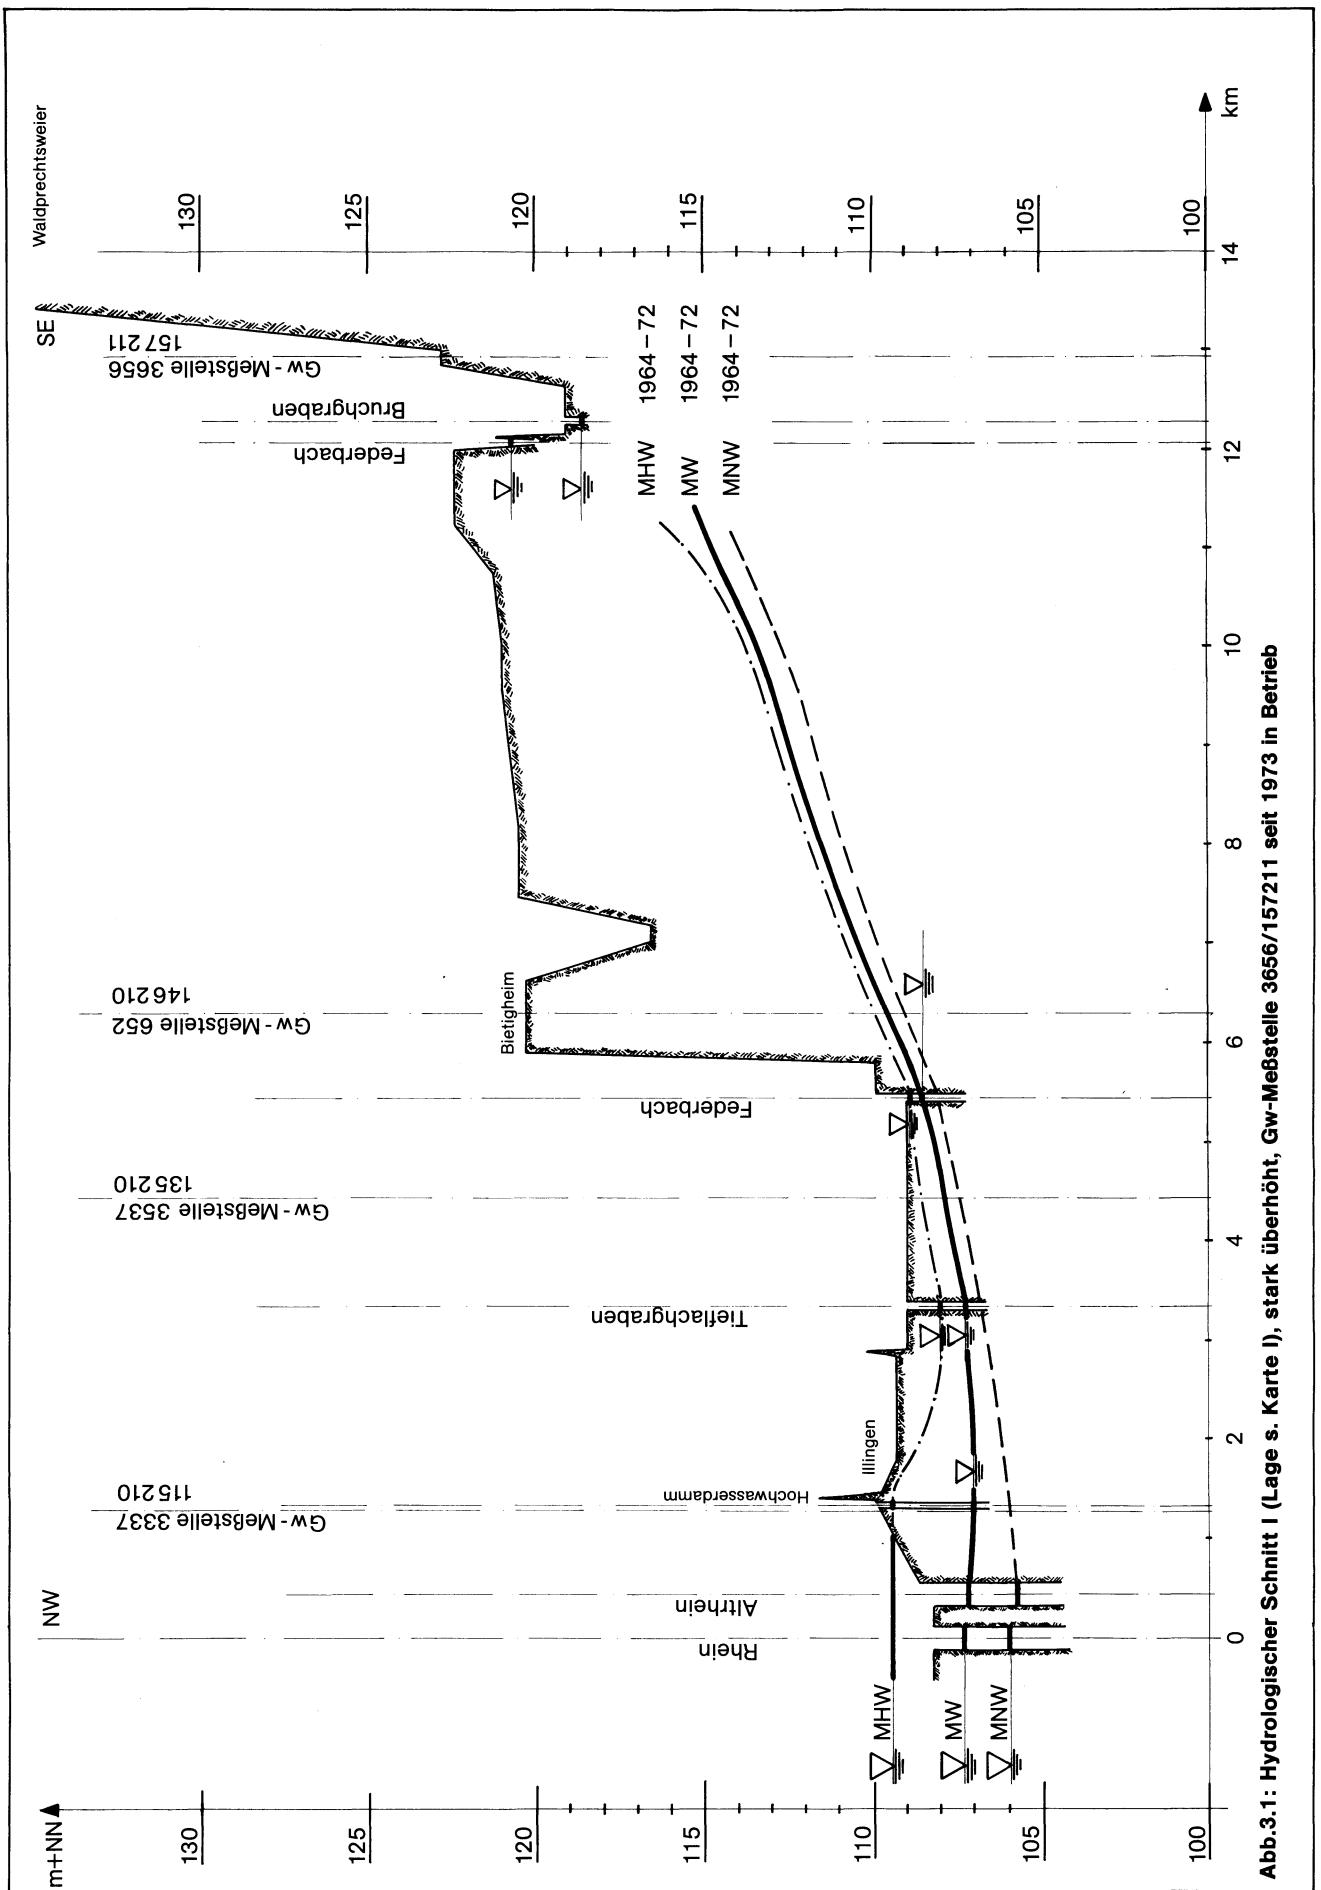 m+NN
NW
SE
Waldprechtsweier
Gw-Meßstelle 3337
115210
Gw-Meßstelle 3537
135210
Gw-Meßstelle 652
146210
Gw-Meßstelle 3656
157211
Rhein
Altrhein
Hochwasserdamm
Illingen
Tieflachgraben
Federbach
Bietigheim
Federbach
Bruchgraben
130
125
120
115
110
105
100
130
125
120
115
110
105
100
MHW
MW
MNW
MHW 1964-72
MW 1964-72
MNW 1964-72
0
2
4
6
8
10
12
14
km
Abb.3.1: Hydrologischer Schnitt I (Lage s. Karte I), stark überhöht, Gw-Meßstelle 3656/157211 seit 1973 in Betrieb